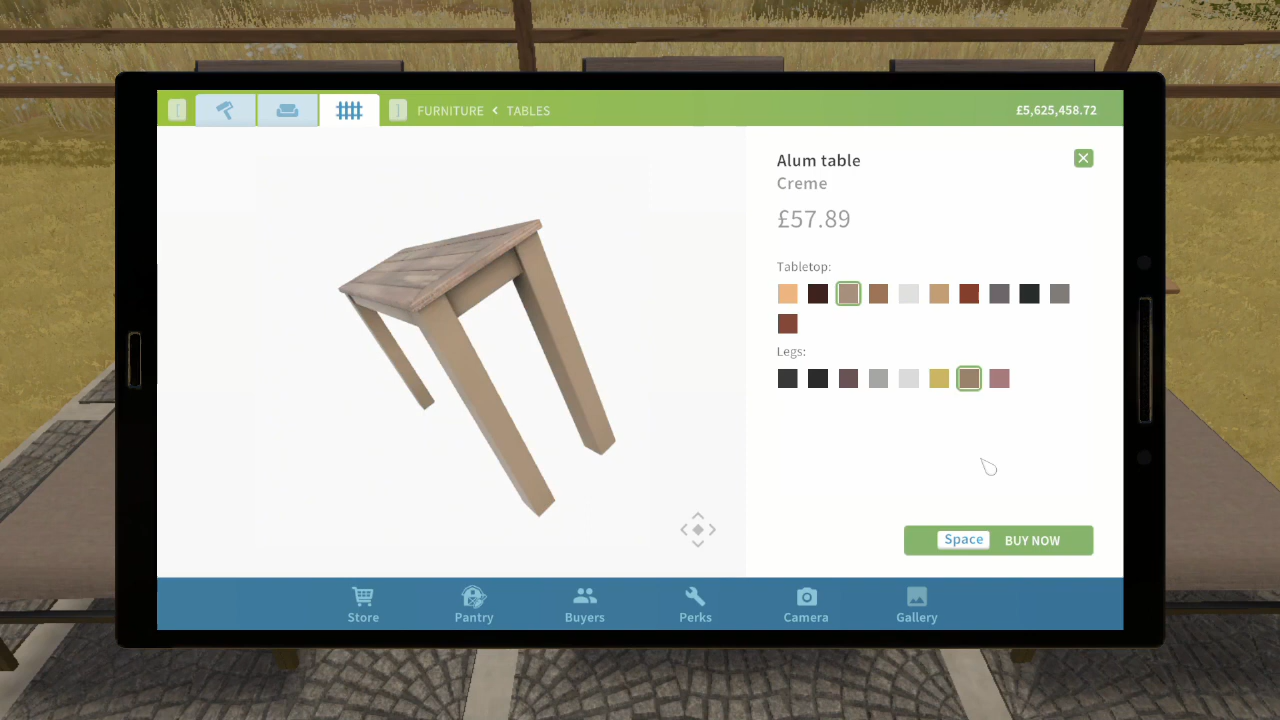 [
]
FURNITURE < TABLES
£5,625,458.72
Alum table
Creme
£57.89
Tabletop:
Legs:
Space BUY NOW
Store
Pantry
Buyers
Perks
Camera
Gallery